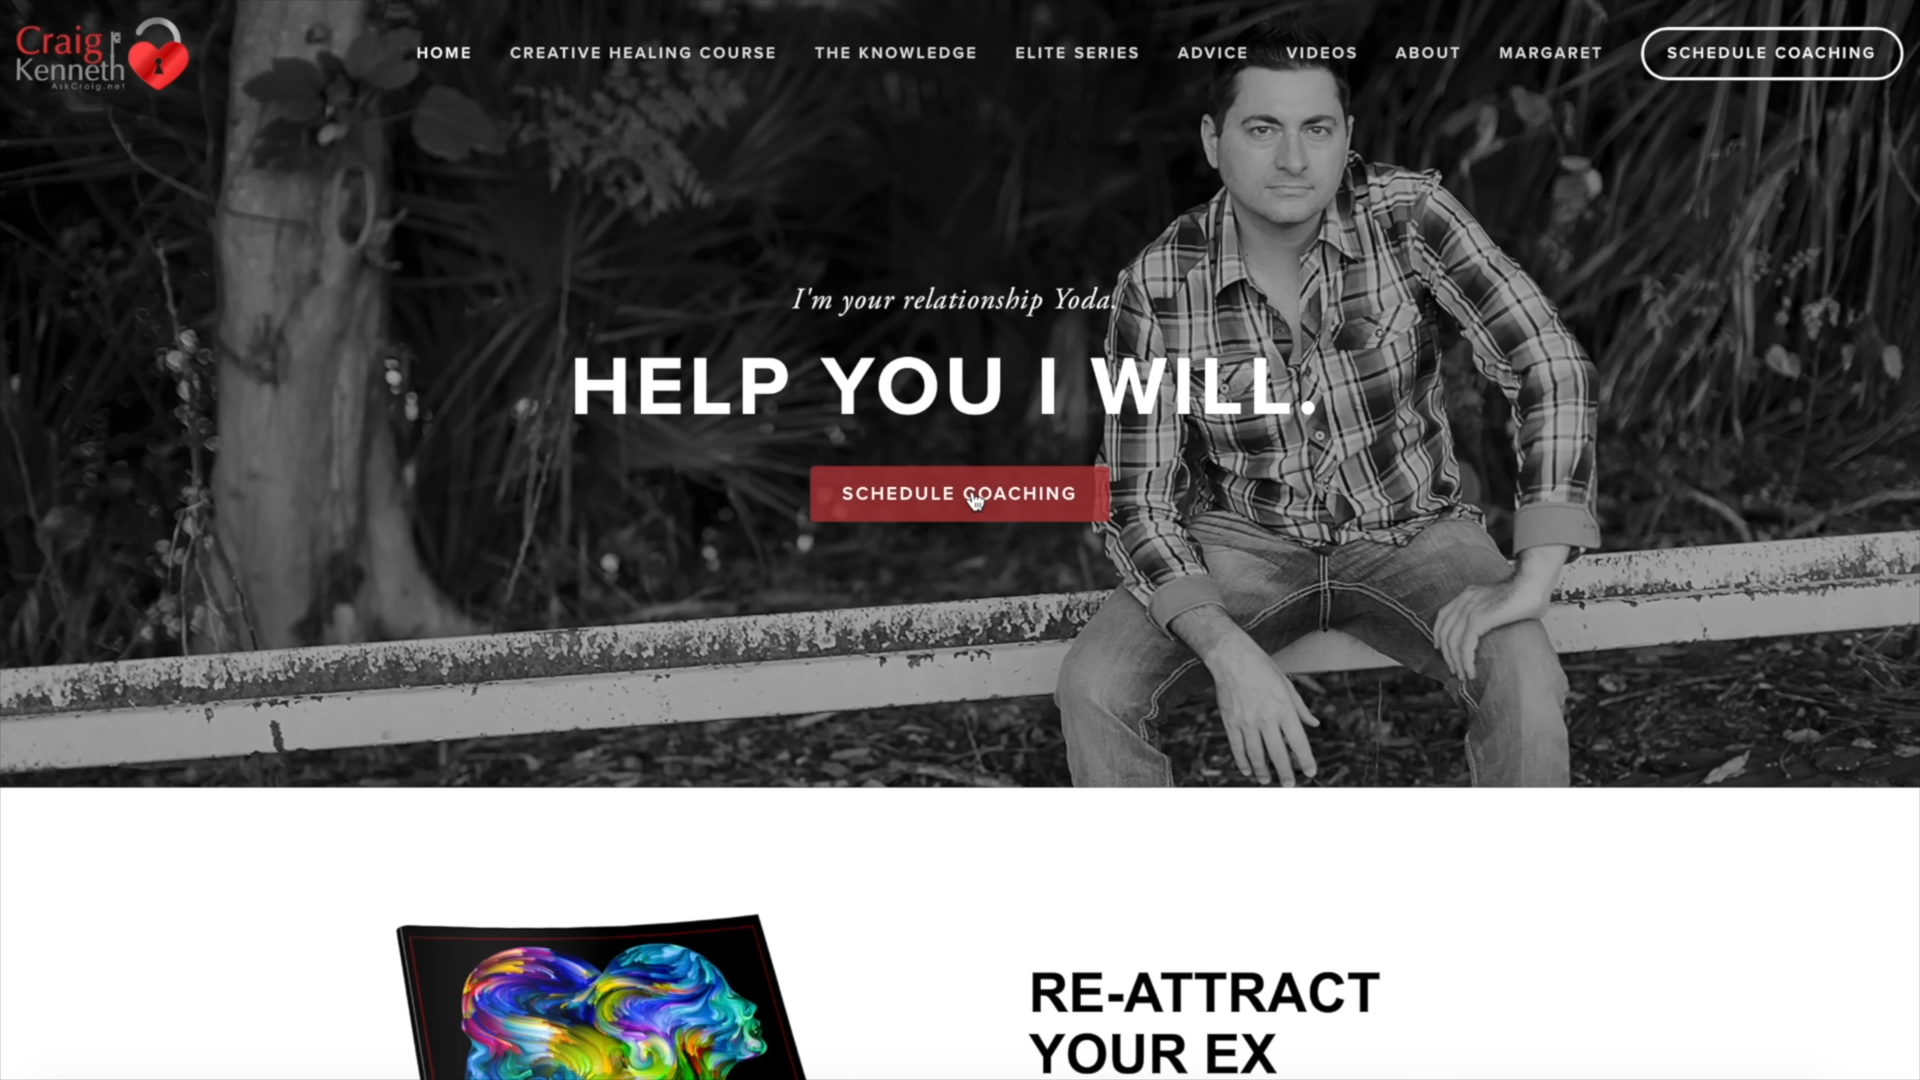 Craig
Kenneth
AskCraig.net
HOME
CREATIVE HEALING COURSE
THE KNOWLEDGE
ELITE SERIES
ADVICE
VIDEOS
ABOUT
MARGARET
SCHEDULE COACHING
I'm your relationship Yoda.
HELP YOU I WILL.
SCHEDULE COACHING
RE-ATTRACT
YOUR EX